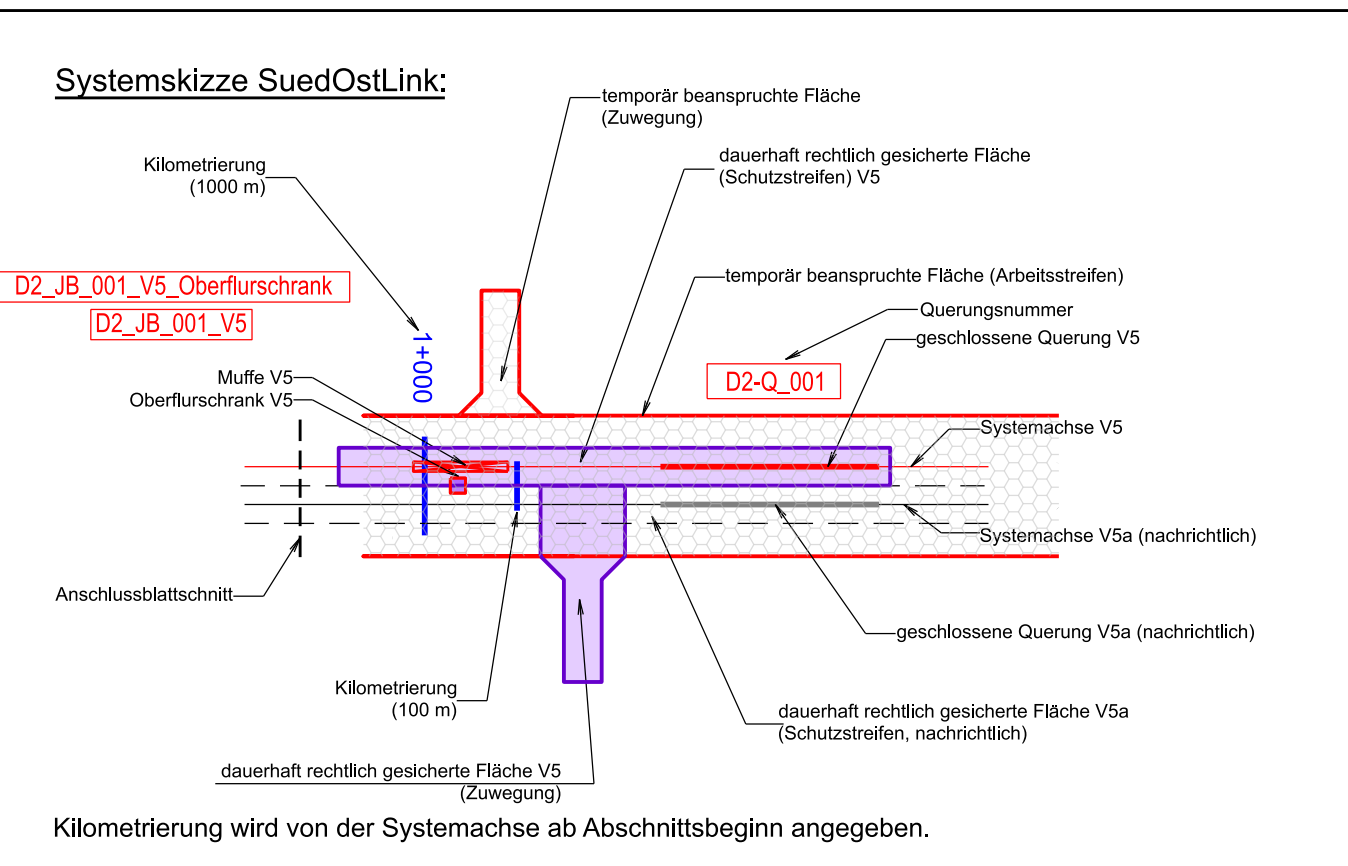 Systemskizze SuedOstLink:
temporär beanspruchte Fläche
(Zuwegung)
Kilometrierung
(1000 m)
dauerhaft rechtlich gesicherte Fläche
(Schutzstreifen) V5
D2_JB_001_V5_Oberflurschrank
D2_JB_001_V5
temporär beanspruchte Fläche (Arbeitsstreifen)
Querungsnummer
geschlossene Querung V5
1+000
D2-Q_001
Muffe V5
Oberflurschrank V5
Systemachse V5
Systemachse V5a (nachrichtlich)
Anschlussblattschnitt
geschlossene Querung V5a (nachrichtlich)
Kilometrierung
(100 m)
dauerhaft rechtlich gesicherte Fläche V5a
(Schutzstreifen, nachrichtlich)
dauerhaft rechtlich gesicherte Fläche V5
(Zuwegung)
Kilometrierung wird von der Systemachse ab Abschnittsbeginn angegeben.